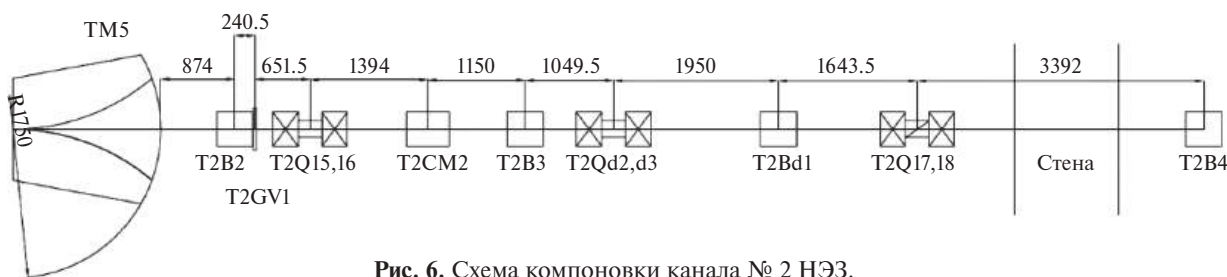 240.5
TM5
874
651.5
1394
1150
1049.5
1950
1643.5
3392
R1750
T2B2
T2Q15,16
T2CM2
T2B3
T2Qd2,d3
T2Bd1
T2Q17,18
Стена
T2B4
T2GV1
Рис. 6. Схема компоновки канала № 2 НЭЗ.